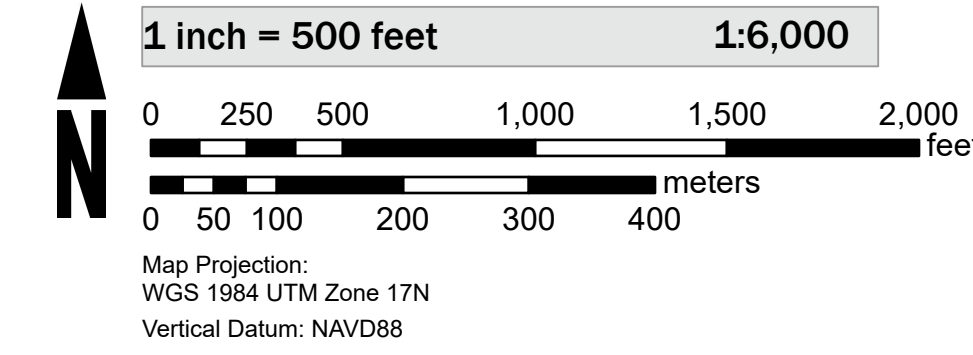 1 inch = 500 feet 1:6,000
0 250 500 1,000 1,500 2,000
feet
meters
0 50 100 200 300 400
N
Map Projection:
WGS 1984 UTM Zone 17N
Vertical Datum: NAVD88